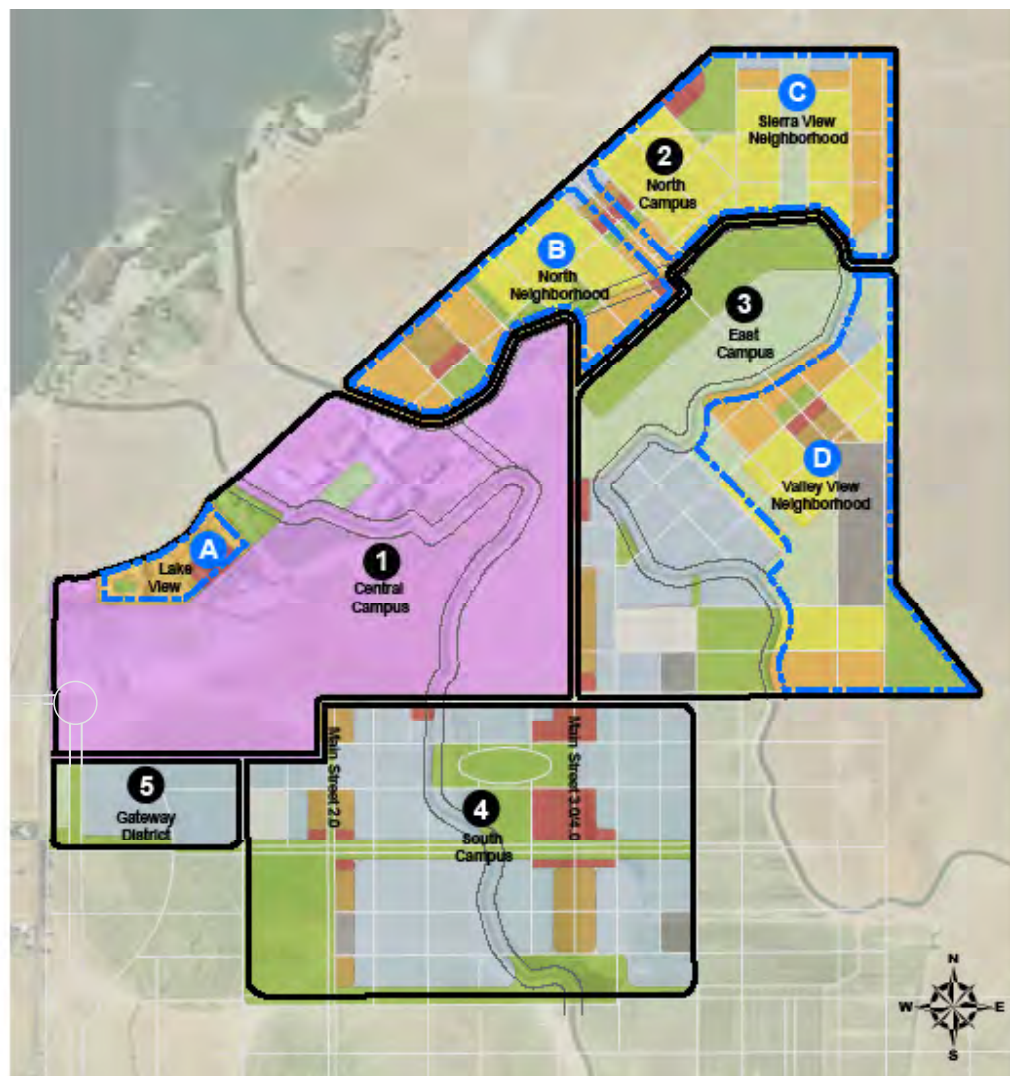 C
Sierra View
Neighborhood
2
North
Campus
B
North
Neighborhood
3
East
Campus
D
Valley View
Neighborhood
A
Lake
View
1
Central
Campus
Main Street 2.0
Main Street 3.0/4.0
5
Gateway
District
4
South
Campus
N
W
E
S